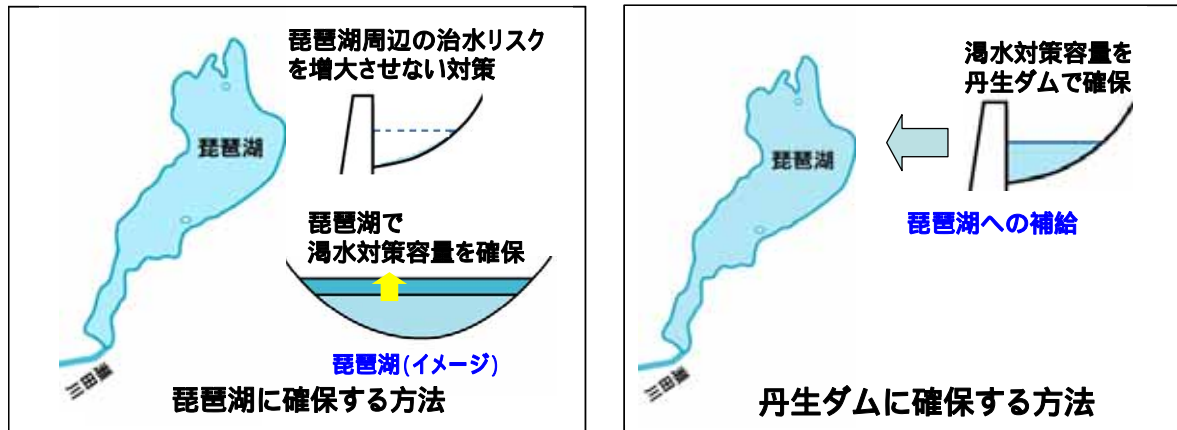 琵琶湖周辺の治水リスク
を増大させない対策
琵琶湖
琵琶湖で
渇水対策容量を確保
琵琶湖(イメージ)
瀬田川
琵琶湖に確保する方法
渇水対策容量を
丹生ダムで確保
琵琶湖
琵琶湖への補給
瀬田川
丹生ダムに確保する方法